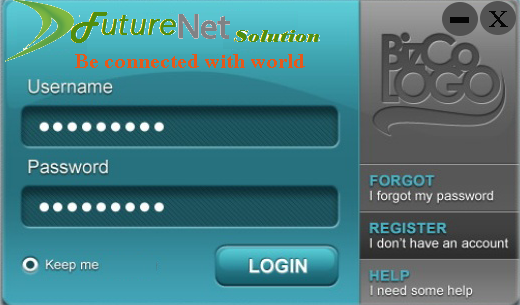 FutureNet Solution
Be connected with world
Username
●●●●●●●●●
Password
●●●●●●●●●
Keep me
LOGIN
X
BizCo
LOGO
FORGOT
I forgot my password
REGISTER
I don't have an account
HELP
I need some help